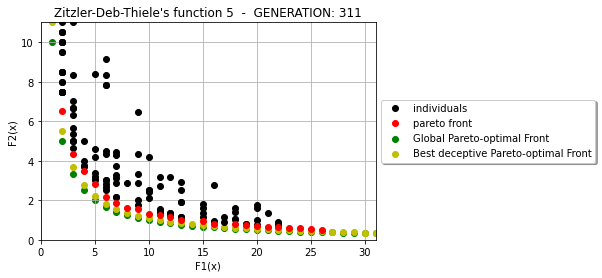 Zitzler-Deb-Thiele's function 5 - GENERATION: 311
F2(x)
10
8
6
4
2
0
0 5 10 15 20 25 30
F1(x)
individuals
pareto front
Global Pareto-optimal Front
Best deceptive Pareto-optimal Front